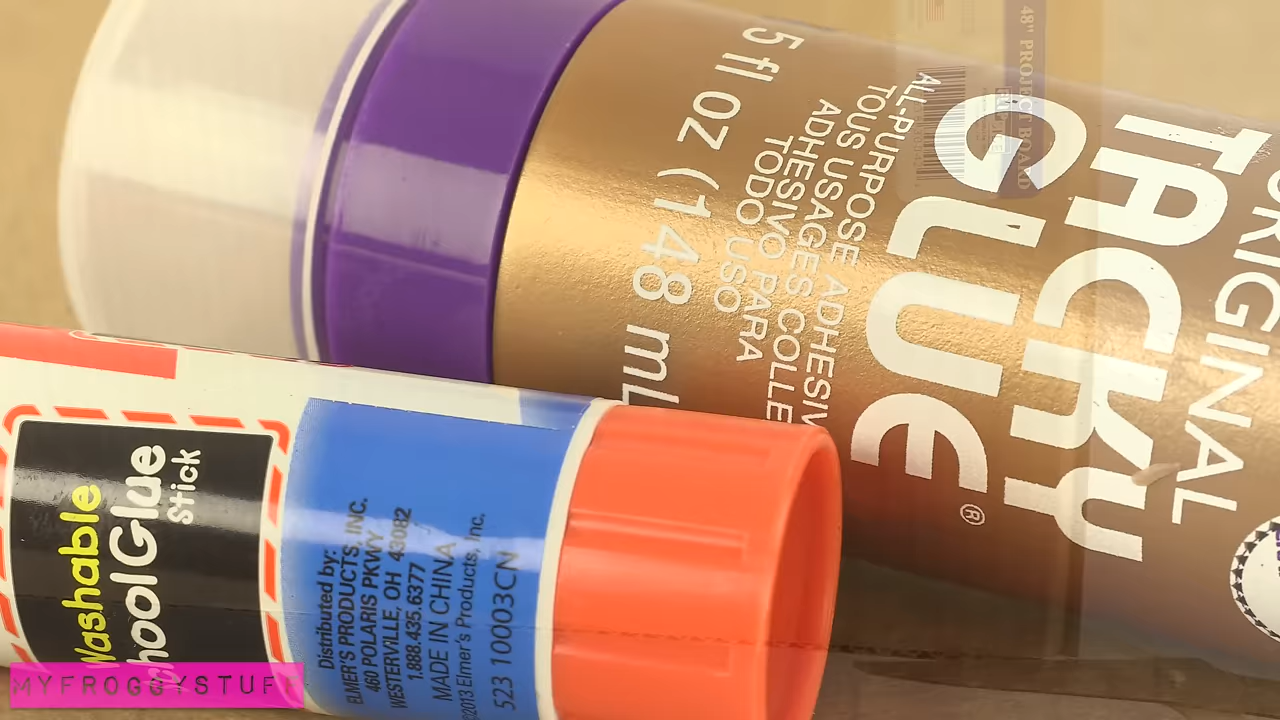 ORIGINAL
TACKY
GLUE®
ALL-PURPOSE ADHESIV
TOUS USAGES COLLE
ADHESIVO PARA
TODO USO
5 fl oz (148 mL
48" PROJECT BOARD
Washable
hoolGlue
Stick
Distributed by:
ELMER'S PRODUCTS, INC.
460 POLARIS PKWY.
WESTERVILLE, OH 43082
1.888.435.6377
MADE IN CHINA
©2013 Elmer's Products, Inc.
523 10003CN
MYFROGGYSTUFF